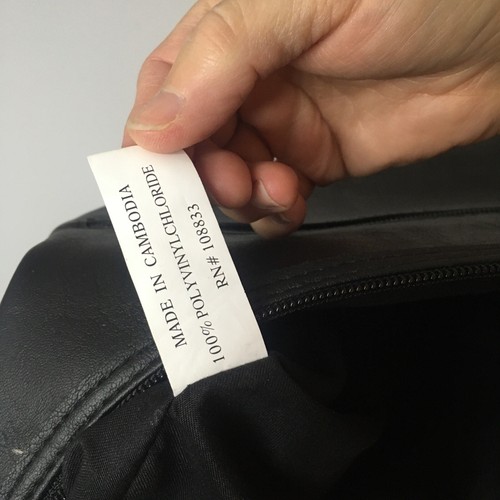 MADE IN CAMBODIA
100% POLYVINYLCHLORIDE
RN# 108833